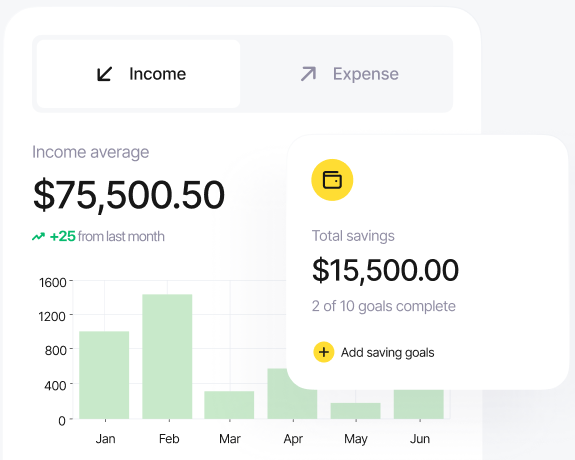 Income
Expense
Income average
$75,500.50
+25 from last month
Total savings
$15,500.00
2 of 10 goals complete
Add saving goals
1600
1200
800
400
0
Jan
Feb
Mar
Apr
May
Jun